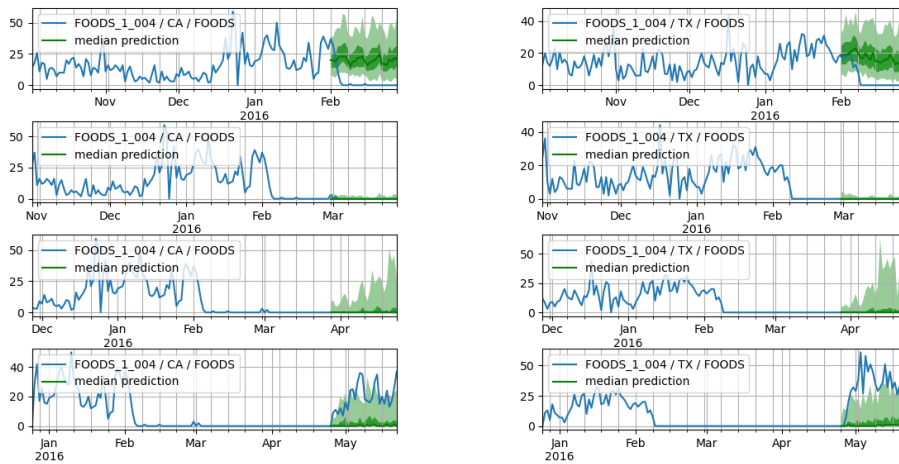 50
25
0
FOODS_1_004 / CA / FOODS
median prediction
Nov Dec Jan Feb
2016
40
20
0
FOODS_1_004 / TX / FOODS
median prediction
Nov Dec Jan Feb
2016
50
25
0
FOODS_1_004 / CA / FOODS
median prediction
Nov Dec Jan Feb Mar
2016
40
20
0
FOODS_1_004 / TX / FOODS
median prediction
Nov Dec Jan Feb Mar
2016
50
25
0
FOODS_1_004 / CA / FOODS
median prediction
Dec Jan Feb Mar Apr
2016
50
25
0
FOODS_1_004 / TX / FOODS
median prediction
Dec Jan Feb Mar Apr
2016
40
20
0
FOODS_1_004 / CA / FOODS
median prediction
Jan Feb Mar Apr May
2016
50
25
0
FOODS_1_004 / TX / FOODS
median prediction
Jan Feb Mar Apr May
2016